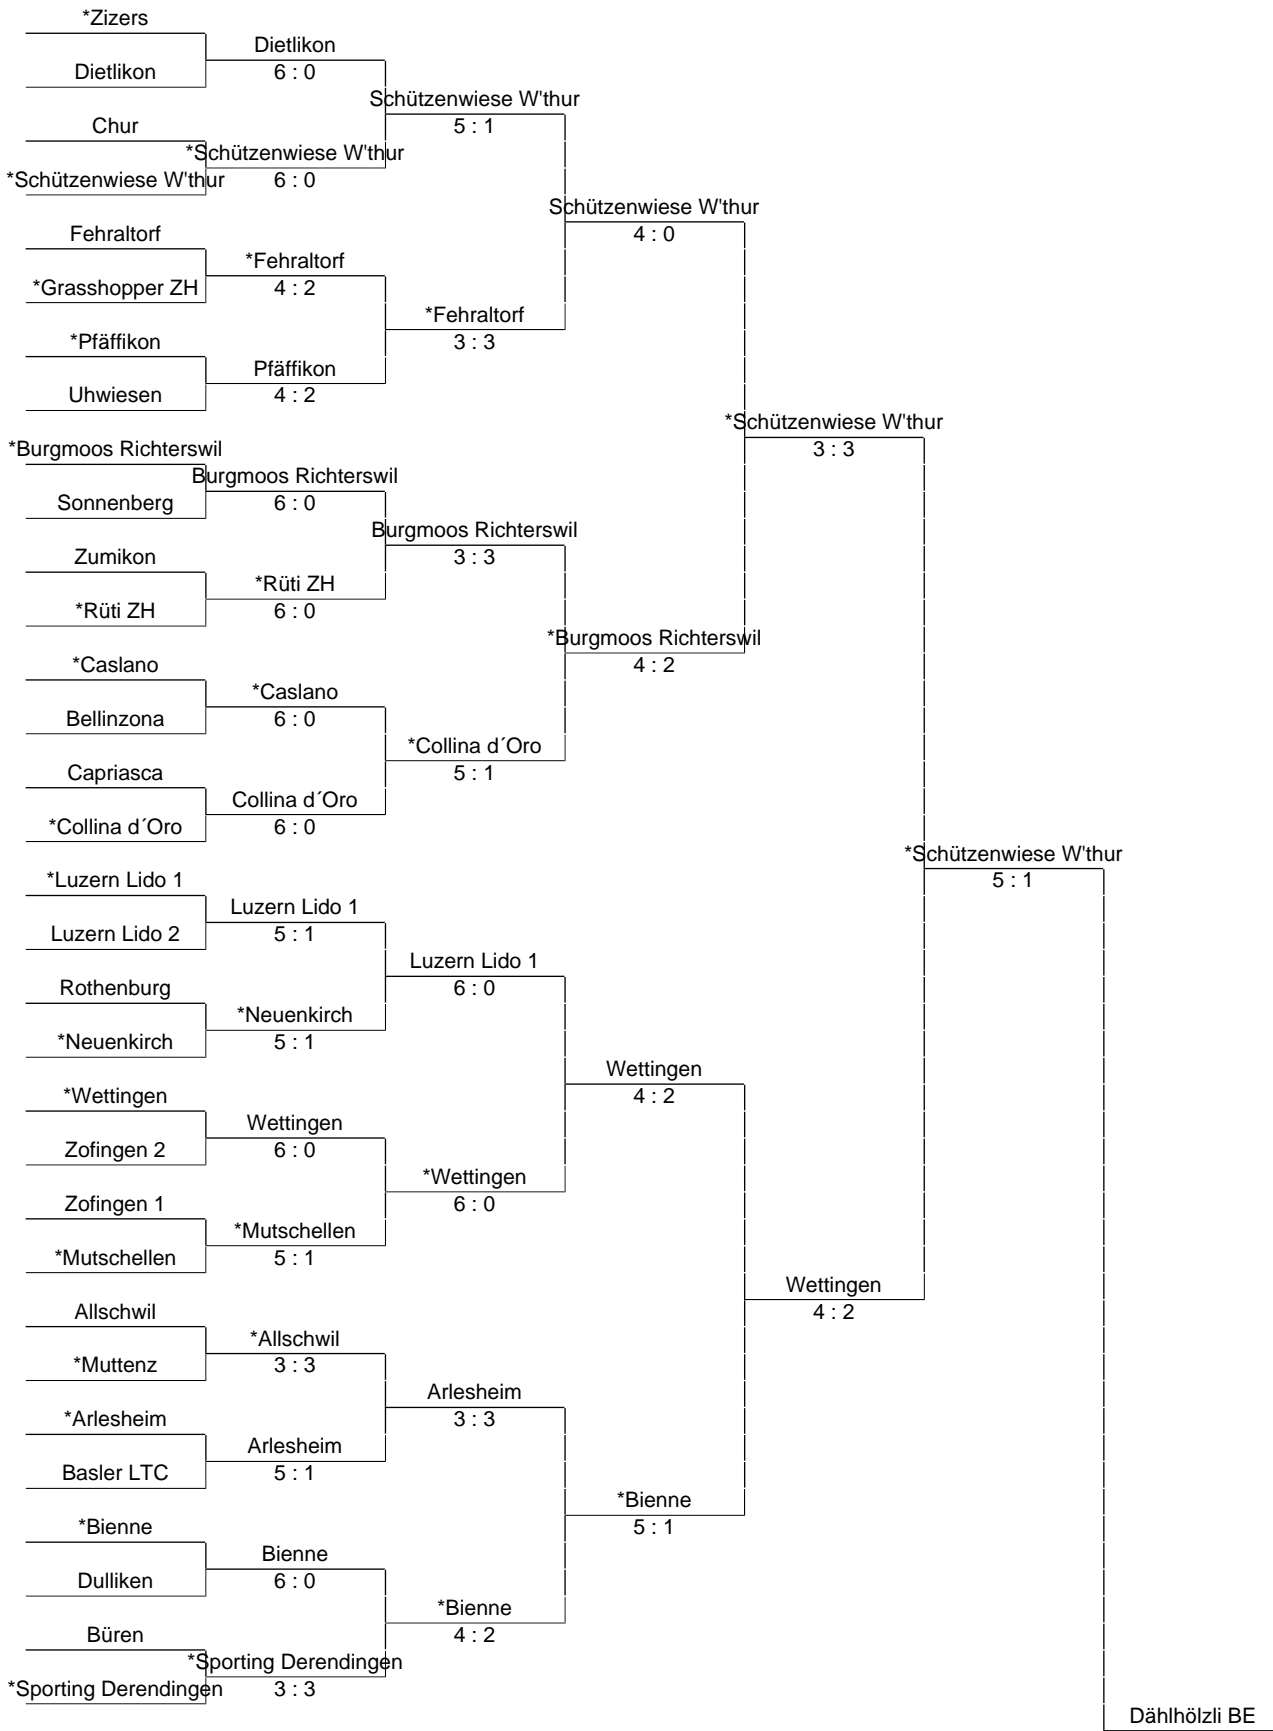 *Zizers
Dietlikon
Dietlikon
6 : 0
Schützenwiese W'thur
5 : 1
Chur
*Schützenwiese W'thur
*Schützenwiese W'thur
6 : 0
Schützenwiese W'thur
4 : 0
Fehraltorf
*Fehraltorf
*Grasshopper ZH
4 : 2
*Fehraltorf
3 : 3
*Pfäffikon
Pfäffikon
Uhwiesen
4 : 2
*Schützenwiese W'thur
3 : 3
*Burgmoos Richterswil
Burgmoos Richterswil
Sonnenberg
6 : 0
Burgmoos Richterswil
3 : 3
Zumikon
*Rüti ZH
*Rüti ZH
6 : 0
*Burgmoos Richterswil
4 : 2
*Caslano
*Caslano
Bellinzona
6 : 0
*Collina d´Oro
5 : 1
Capriasca
Collina d´Oro
*Collina d´Oro
6 : 0
*Schützenwiese W'thur
5 : 1
*Luzern Lido 1
Luzern Lido 1
Luzern Lido 2
5 : 1
Luzern Lido 1
6 : 0
Rothenburg
*Neuenkirch
*Neuenkirch
5 : 1
Wettingen
4 : 2
*Wettingen
Wettingen
Zofingen 2
6 : 0
*Wettingen
6 : 0
Zofingen 1
*Mutschellen
*Mutschellen
5 : 1
Wettingen
4 : 2
Allschwil
*Allschwil
*Muttenz
3 : 3
Arlesheim
3 : 3
*Arlesheim
Arlesheim
Basler LTC
5 : 1
*Bienne
5 : 1
*Bienne
Bienne
Dulliken
6 : 0
*Bienne
4 : 2
Büren
*Sporting Derendingen
*Sporting Derendingen
3 : 3
Dählhölzli BE